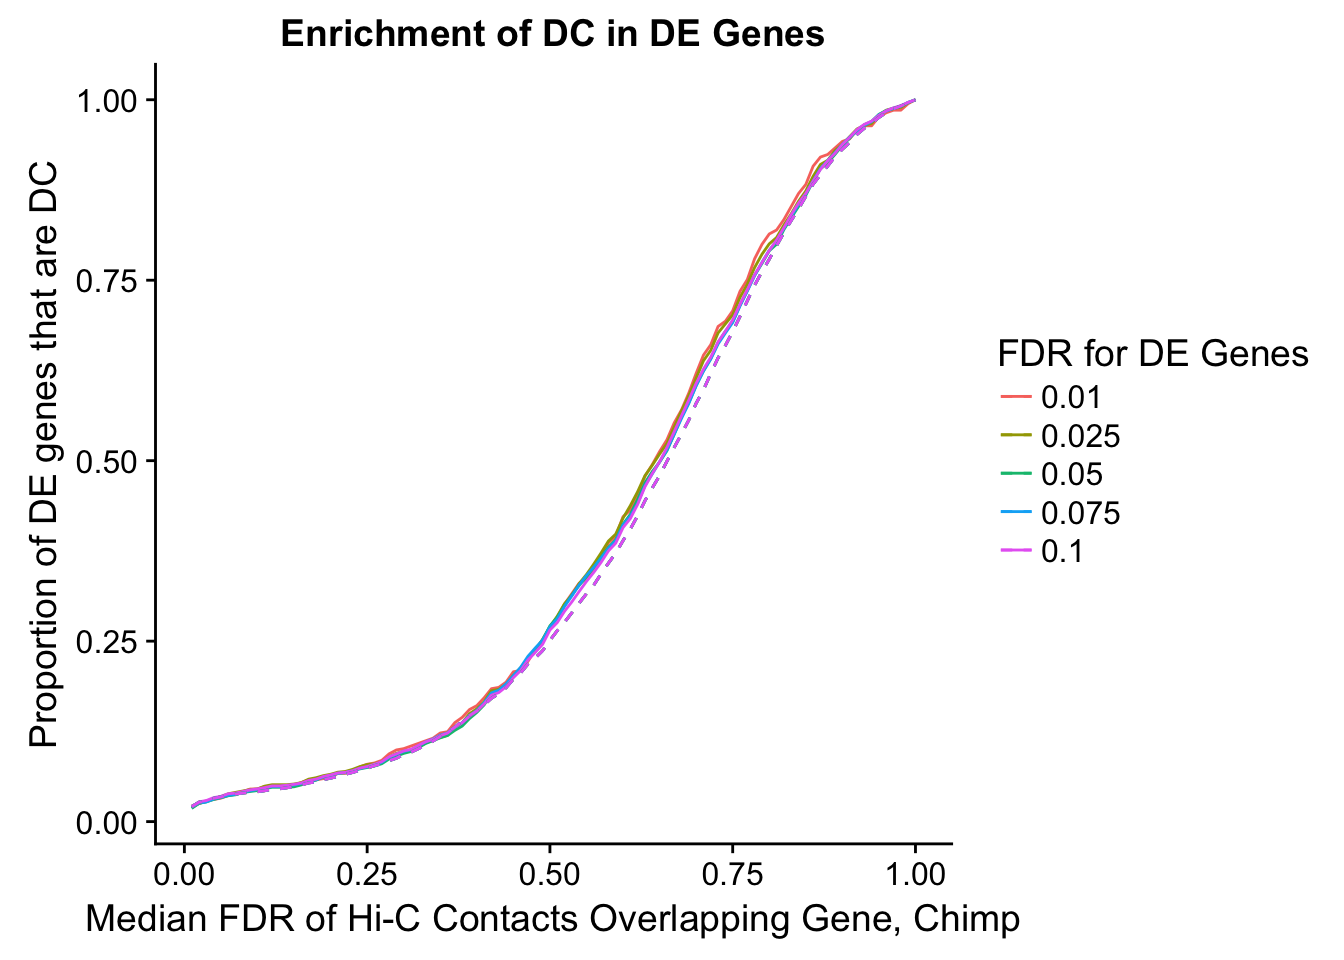 Enrichment of DC in DE Genes
Proportion of DE genes that are DC
1.00
0.75
0.50
0.25
0.00
0.00 0.25 0.50 0.75 1.00
Median FDR of Hi-C Contacts Overlapping Gene, Chimp
FDR for DE Genes
0.01
0.025
0.05
0.075
0.1